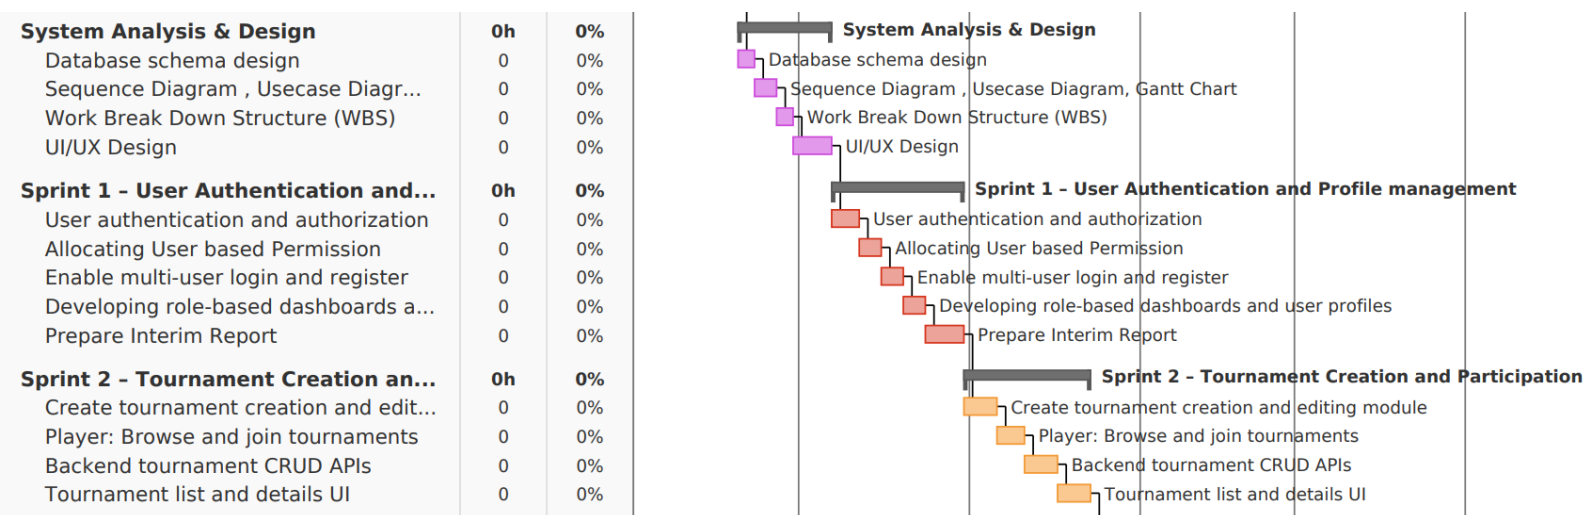 System Analysis & Design 0h 0% System Analysis & Design
Database schema design 0 0% Database schema design
Sequence Diagram , Usecase Diagr... 0 0% Sequence Diagram , Usecase Diagram, Gantt Chart
Work Break Down Structure (WBS) 0 0% Work Break Down Structure (WBS)
UI/UX Design 0 0% UI/UX Design
Sprint 1 – User Authentication and... 0h 0% Sprint 1 – User Authentication and Profile management
User authentication and authorization 0 0% User authentication and authorization
Allocating User based Permission 0 0% Allocating User based Permission
Enable multi-user login and register 0 0% Enable multi-user login and register
Developing role-based dashboards a... 0 0% Developing role-based dashboards and user profiles
Prepare Interim Report 0 0% Prepare Interim Report
Sprint 2 – Tournament Creation an... 0h 0% Sprint 2 – Tournament Creation and Participation
Create tournament creation and edit... 0 0% Create tournament creation and editing module
Player: Browse and join tournaments 0 0% Player: Browse and join tournaments
Backend tournament CRUD APIs 0 0% Backend tournament CRUD APIs
Tournament list and details UI 0 0% Tournament list and details UI